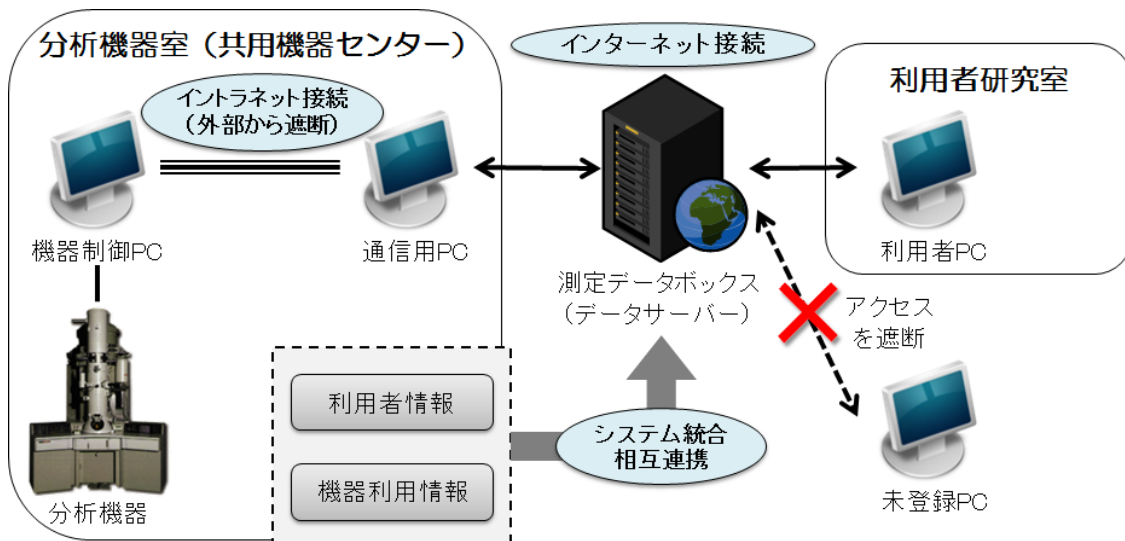 分析機器室（共用機器センター）
イントラネット接続
（外部から遮断）
機器制御PC
通信用PC
分析機器
利用者情報
機器利用情報
インターネット接続
測定データボックス
（データサーバー）
システム統合
相互連携
利用者研究室
利用者PC
アクセス
を遮断
未登録PC